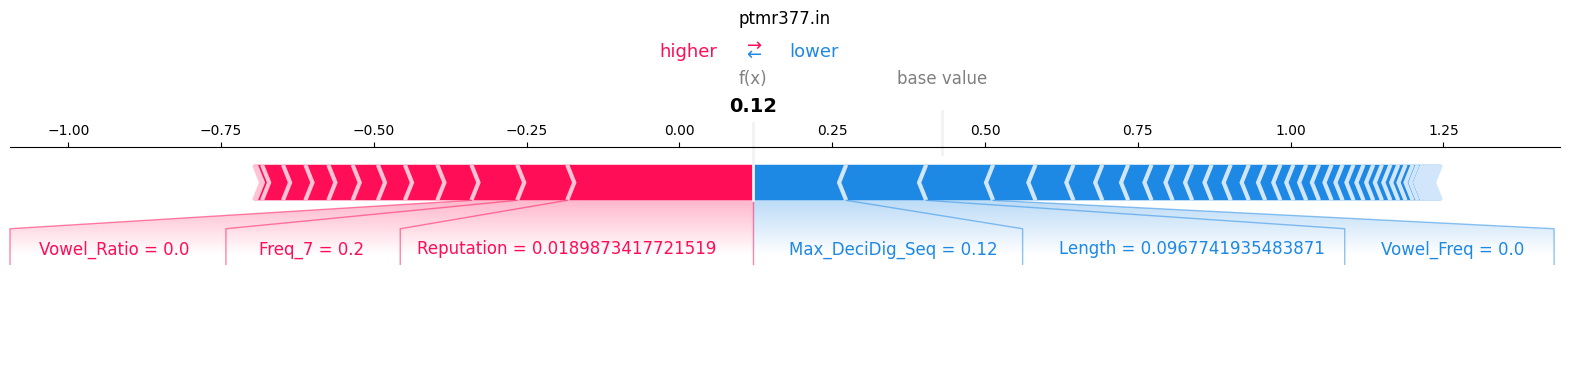 ptmr377.in
higher ⇄ lower
f(x) base value
0.12
−1.00 −0.75 −0.50 −0.25 0.00 0.25 0.50 0.75 1.00 1.25
Vowel_Ratio = 0.0 Freq_7 = 0.2 Reputation = 0.0189873417721519 Max_DeciDig_Seq = 0.12 Length = 0.0967741935483871 Vowel_Freq = 0.0